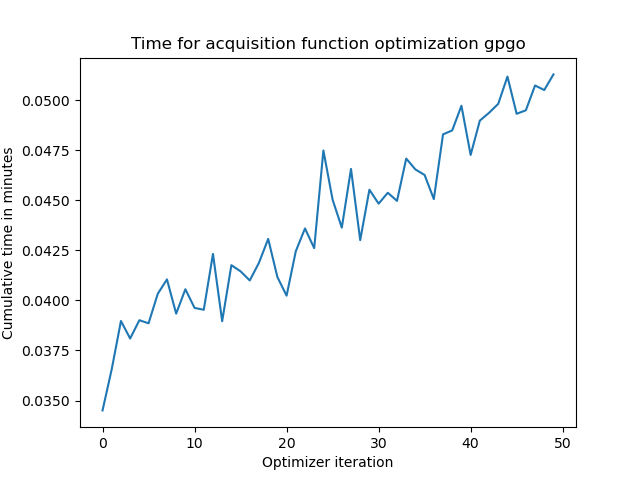 Time for acquisition function optimization gpgo
Cumulative time in minutes
0.0500
0.0475
0.0450
0.0425
0.0400
0.0375
0.0350
0 10 20 30 40 50
Optimizer iteration